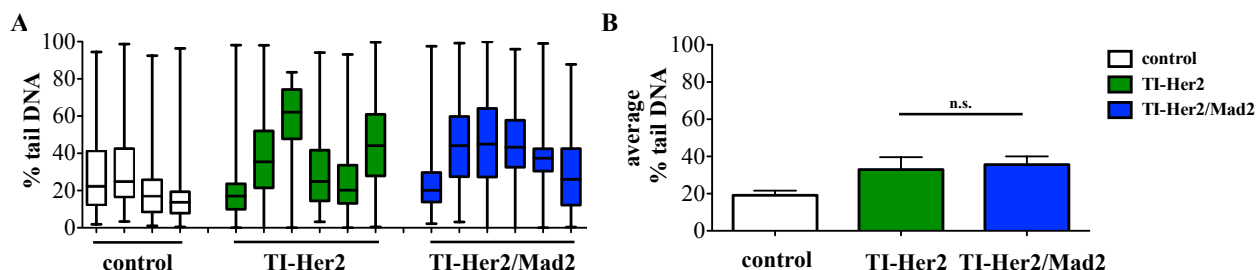 A
% tail DNA
100
80
60
40
20
0
control
TI-Her2
TI-Her2/Mad2
B
average
% tail DNA
100
80
60
40
20
0
n.s.
control
TI-Her2
TI-Her2/Mad2
control
TI-Her2
TI-Her2/Mad2